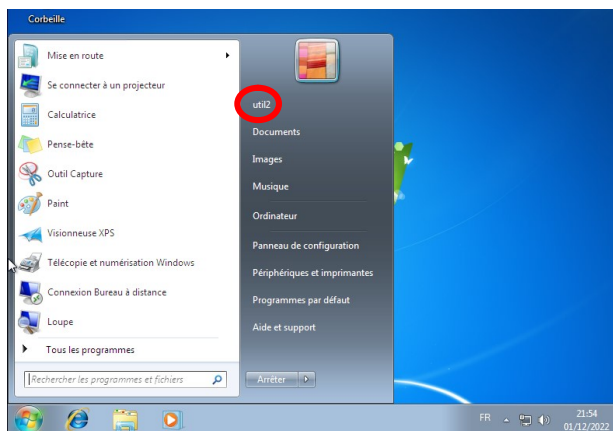 Corbeille
Mise en route
Se connecter à un projecteur
Calculatrice
Pense-bête
Outil Capture
Paint
Visionneuse XPS
Télécopie et numérisation Windows
Connexion Bureau à distance
Loupe
Tous les programmes
Rechercher les programmes et fichiers
util2
Documents
Images
Musique
Ordinateur
Panneau de configuration
Périphériques et imprimantes
Programmes par défaut
Aide et support
Arrêter
FR
21:54
01/12/2022